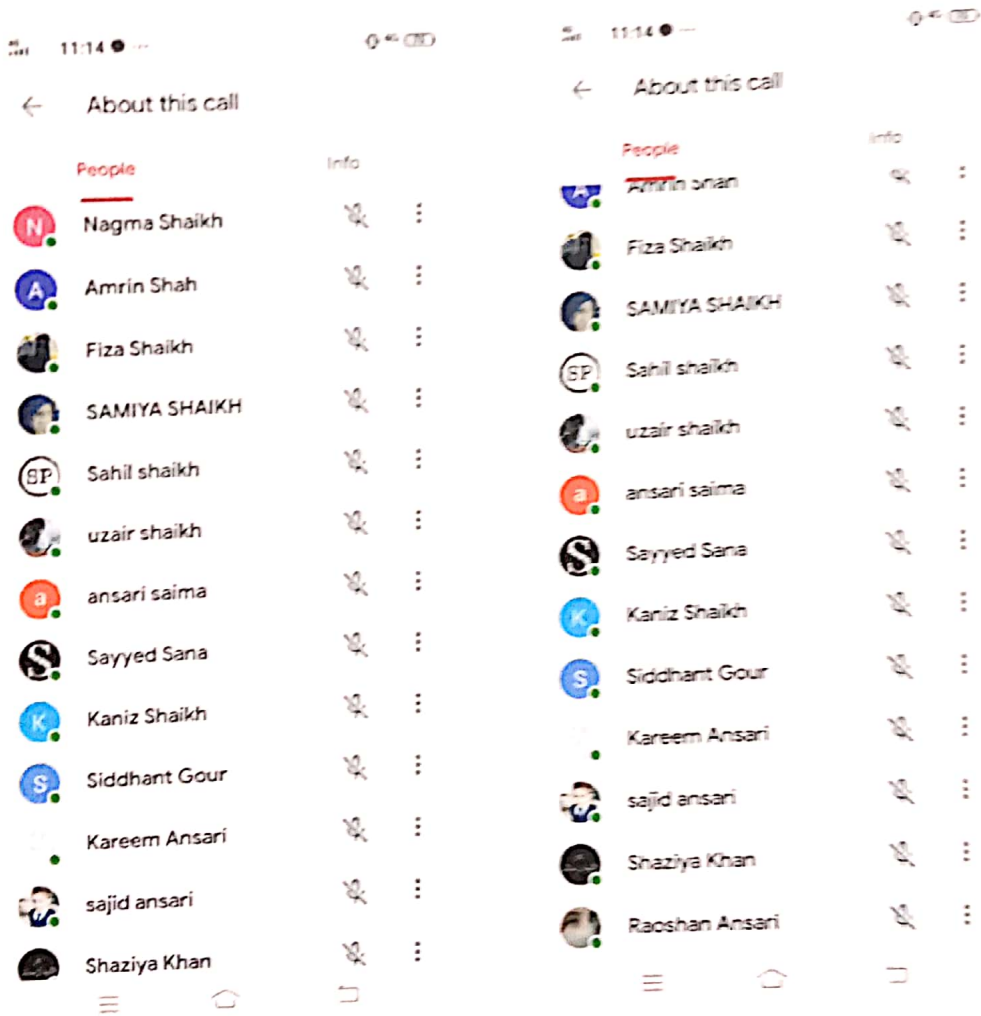 11:14
About this call
People Info
N Nagma Shaikh
A Amrin Shah
Fiza Shaikh
SAMIYA SHAIKH
SP Sahil shaikh
uzair shaikh
a ansari saima
S Sayyed Sana
K Kaniz Shaikh
S Siddhant Gour
Kareem Ansari
sajid ansari
Shaziya Khan
11:14
About this call
People Info
A Amrin Shah
Fiza Shaikh
SAMIYA SHAIKH
SP Sahil shaikh
uzair shaikh
a ansari saima
S Sayyed Sana
K Kaniz Shaikh
S Siddhant Gour
Kareem Ansari
sajid ansari
Shaziya Khan
Raoshan Ansari